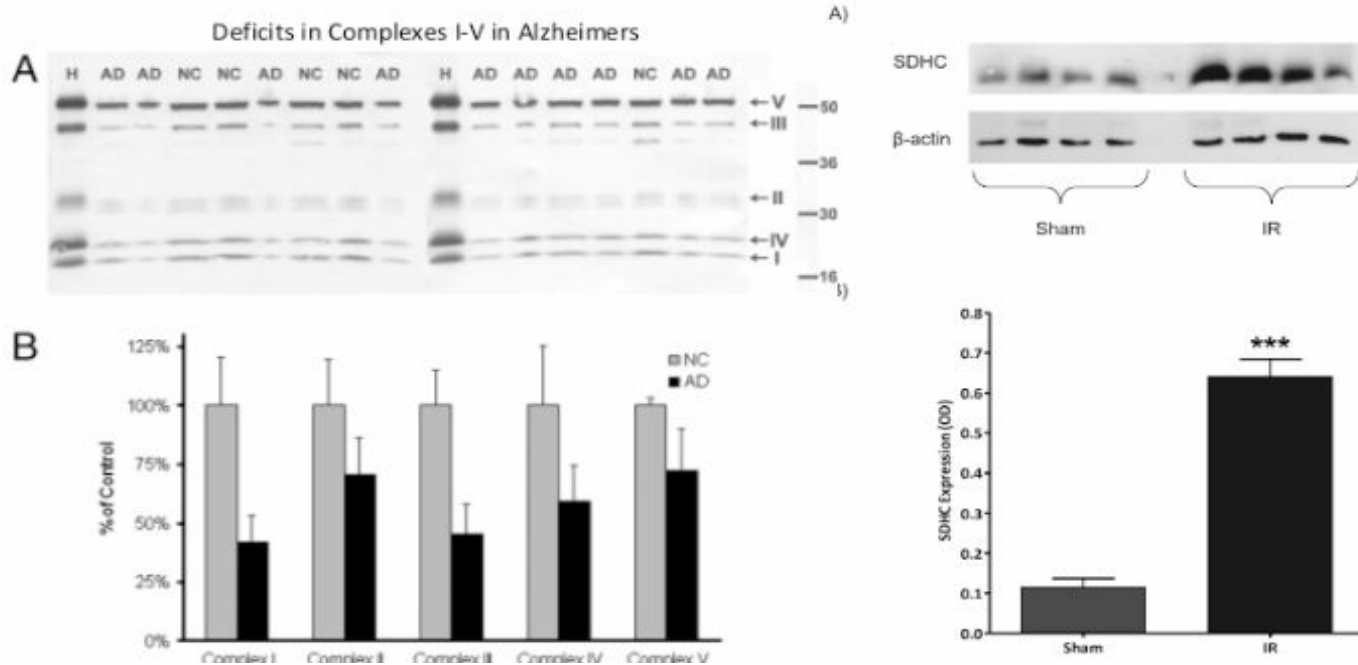 Deficits in Complexes I-V in Alzheimers
A
H AD AD NC NC AD NC NC AD H AD AD AD AD NC AD AD
←V
←III
←II
←IV
←I
50
36
30
16
B
125%
100%
75%
50%
25%
0%
% of Control
NC
AD
Complex I Complex II Complex III Complex IV Complex V
A)
SDHC
β-actin
Sham IR
3)
0.8
0.7
0.6
0.5
0.4
0.3
0.2
0.1
0.0
SDHC Expression (OD)
***
Sham IR